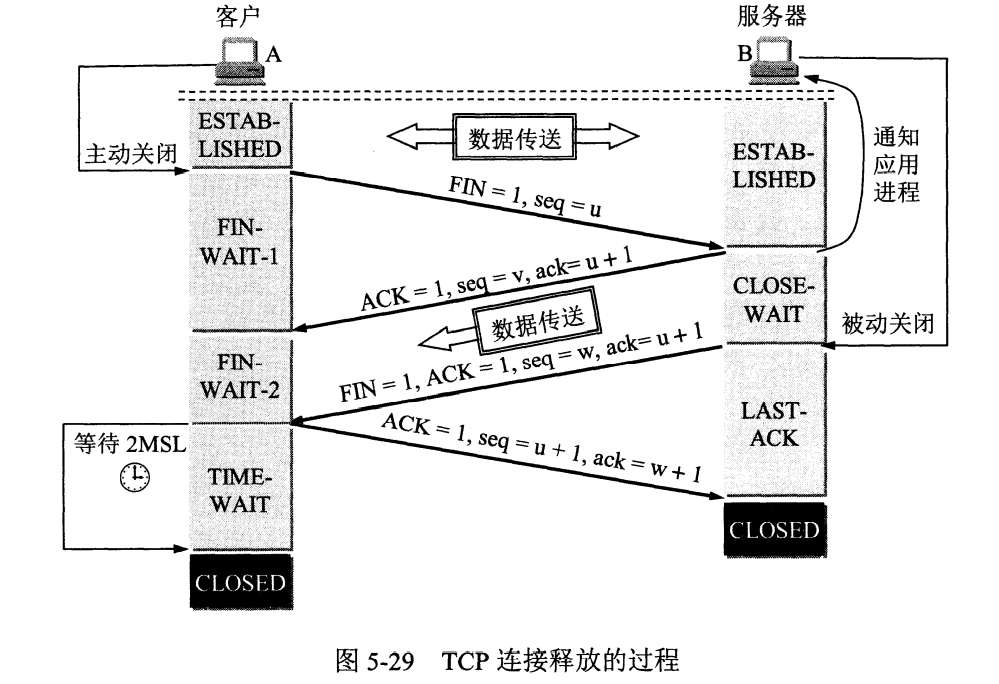 客户
服务器
A
B
ESTAB-
LISHED
数据传送
ESTAB-
LISHED
通知
应用
进程
主动关闭
FIN = 1, seq = u
FIN-
WAIT-1
ACK = 1, seq = v, ack= u + 1
CLOSE-
WAIT
数据传送
被动关闭
FIN-
WAIT-2
FIN = 1, ACK = 1, seq = w, ack= u + 1
LAST-
ACK
ACK = 1, seq = u + 1, ack = w + 1
等待 2MSL
TIME-
WAIT
CLOSED
CLOSED
图 5-29 TCP 连接释放的过程